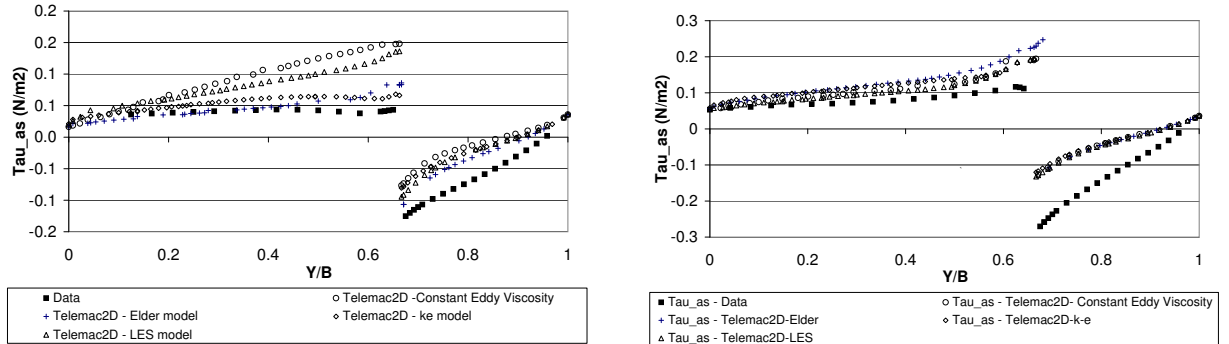 0.2
0.2
0.1
0.1
0.0
-0.1
-0.1
-0.2
Tau_as (N/m2)
0 0.2 0.4 0.6 0.8 1
Y/B
■ Data
○ Telemac2D -Constant Eddy Viscosity
+ Telemac2D - Elder model
◇ Telemac2D - ke model
△ Telemac2D - LES model
0.3
0.2
0.1
0
-0.1
-0.2
-0.3
Tau_as (N/m2)
0 0.2 0.4 0.6 0.8 1
Y/B
■ Tau_as - Data
○ Tau_as - Telemac2D- Constant Eddy Viscosity
+ Tau_as - Telemac2D-Elder
◇ Tau_as - Telemac2D-k-e
△ Tau_as - Telemac2D-LES